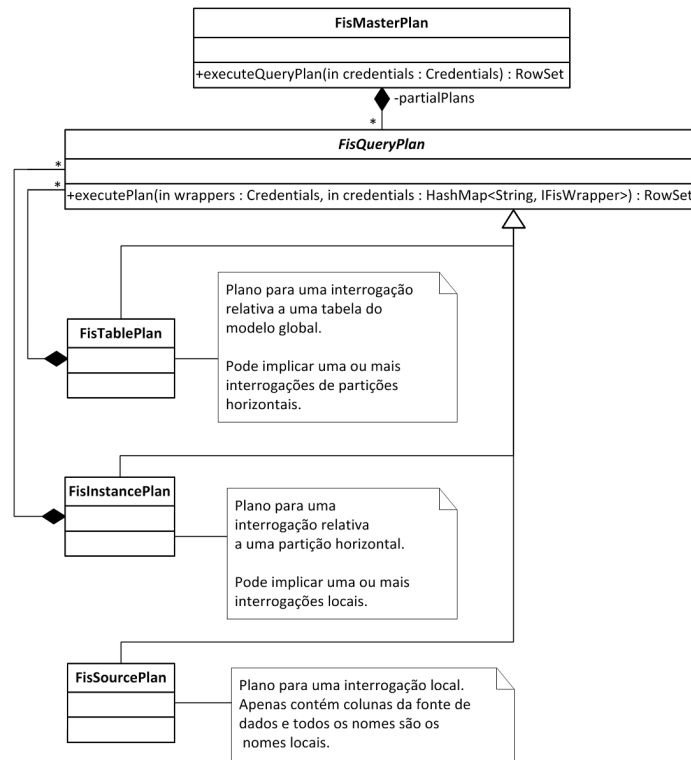 FisMasterPlan
+executeQueryPlan(in credentials : Credentials) : RowSet
-partialPlans
*
FisQueryPlan
*
*
+executePlan(in wrappers : Credentials, in credentials : HashMap<String, IFisWrapper>) : RowSet
Plano para uma interrogação
relativa a uma tabela do
modelo global.
Pode implicar uma ou mais
interrogações de partições
horizontais.
FisTablePlan
FisInstancePlan
Plano para uma
interrogação relativa
a uma partição horizontal.
Pode implicar uma ou mais
interrogações locais.
FisSourcePlan
Plano para uma interrogação local.
Apenas contém colunas da fonte de
dados e todos os nomes são os
nomes locais.